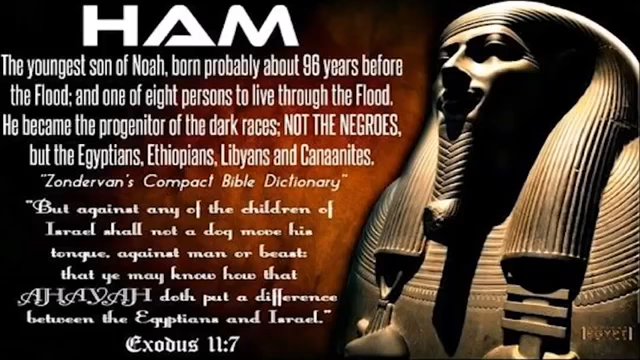 HAM
The youngest son of Noah, born probably about 96 years before
the Flood; and one of eight persons to live through the Flood.
He became the progenitor of the dark races; NOT THE NEGROES,
but the Egyptians, Ethiopians, Libyans and Canaanites.
"Zondervan's Compact Bible Dictionary"
"But against any of the children of
Israel shall not a dog move his
tongue, against man or beast:
that ye may know how that
AHAYAH doth put a difference
between the Egyptians and Israel."
Exodus 11:7